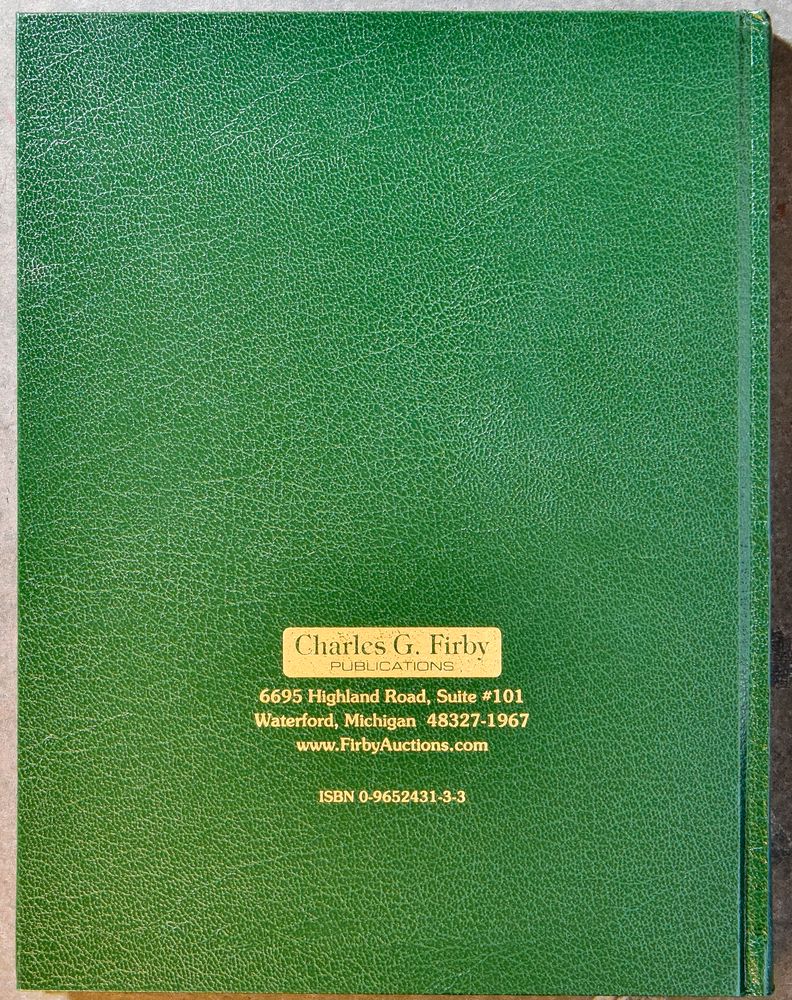 Charles G. Firby
PUBLICATIONS
6695 Highland Road, Suite #101
Waterford, Michigan 48327-1967
www.FirbyAuctions.com
ISBN 0-9652431-3-3